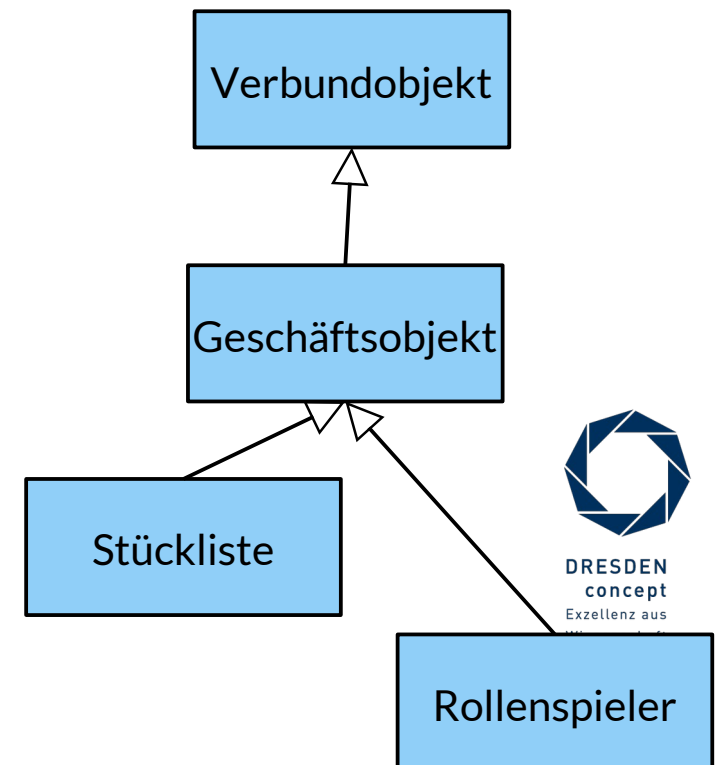 Verbundobjekt
Geschäftsobjekt
Stückliste
DRESDEN
concept
Exzellenz aus
Rollenspieler